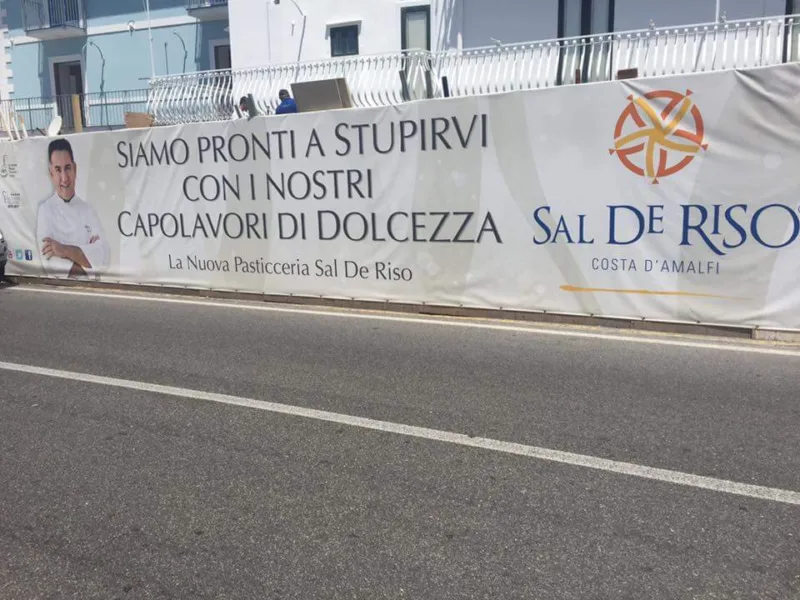 SIAMO PRONTI A STUPIRVI
CON I NOSTRI
CAPOLAVORI DI DOLCEZZA
La Nuova Pasticceria Sal De Riso
SAL DE RISO
COSTA D'AMALFI